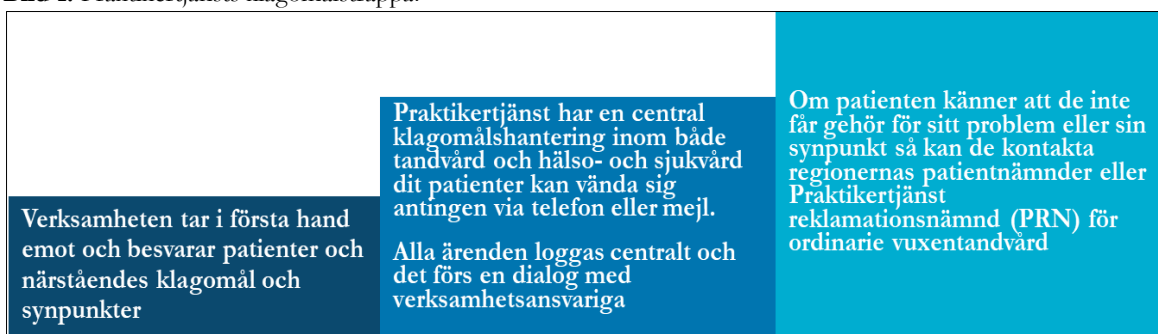 Verksamheten tar i första hand
emot och besvarar patienter och
närståendes klagomål och
synpunkter
Praktikertjänst har en central
klagomålshantering inom både
tandvård och hälso- och sjukvård
dit patienter kan vända sig
antingen via telefon eller mejl.
Alla ärenden loggas centralt och
det förs en dialog med
verksamhetsansvariga
Om patienten känner att de inte
får gehör för sitt problem eller sin
synpunkt så kan de kontakta
regionernas patientnämnder eller
Praktikertjänst
reklamationsnämnd (PRN) för
ordinarie vuxentandvård